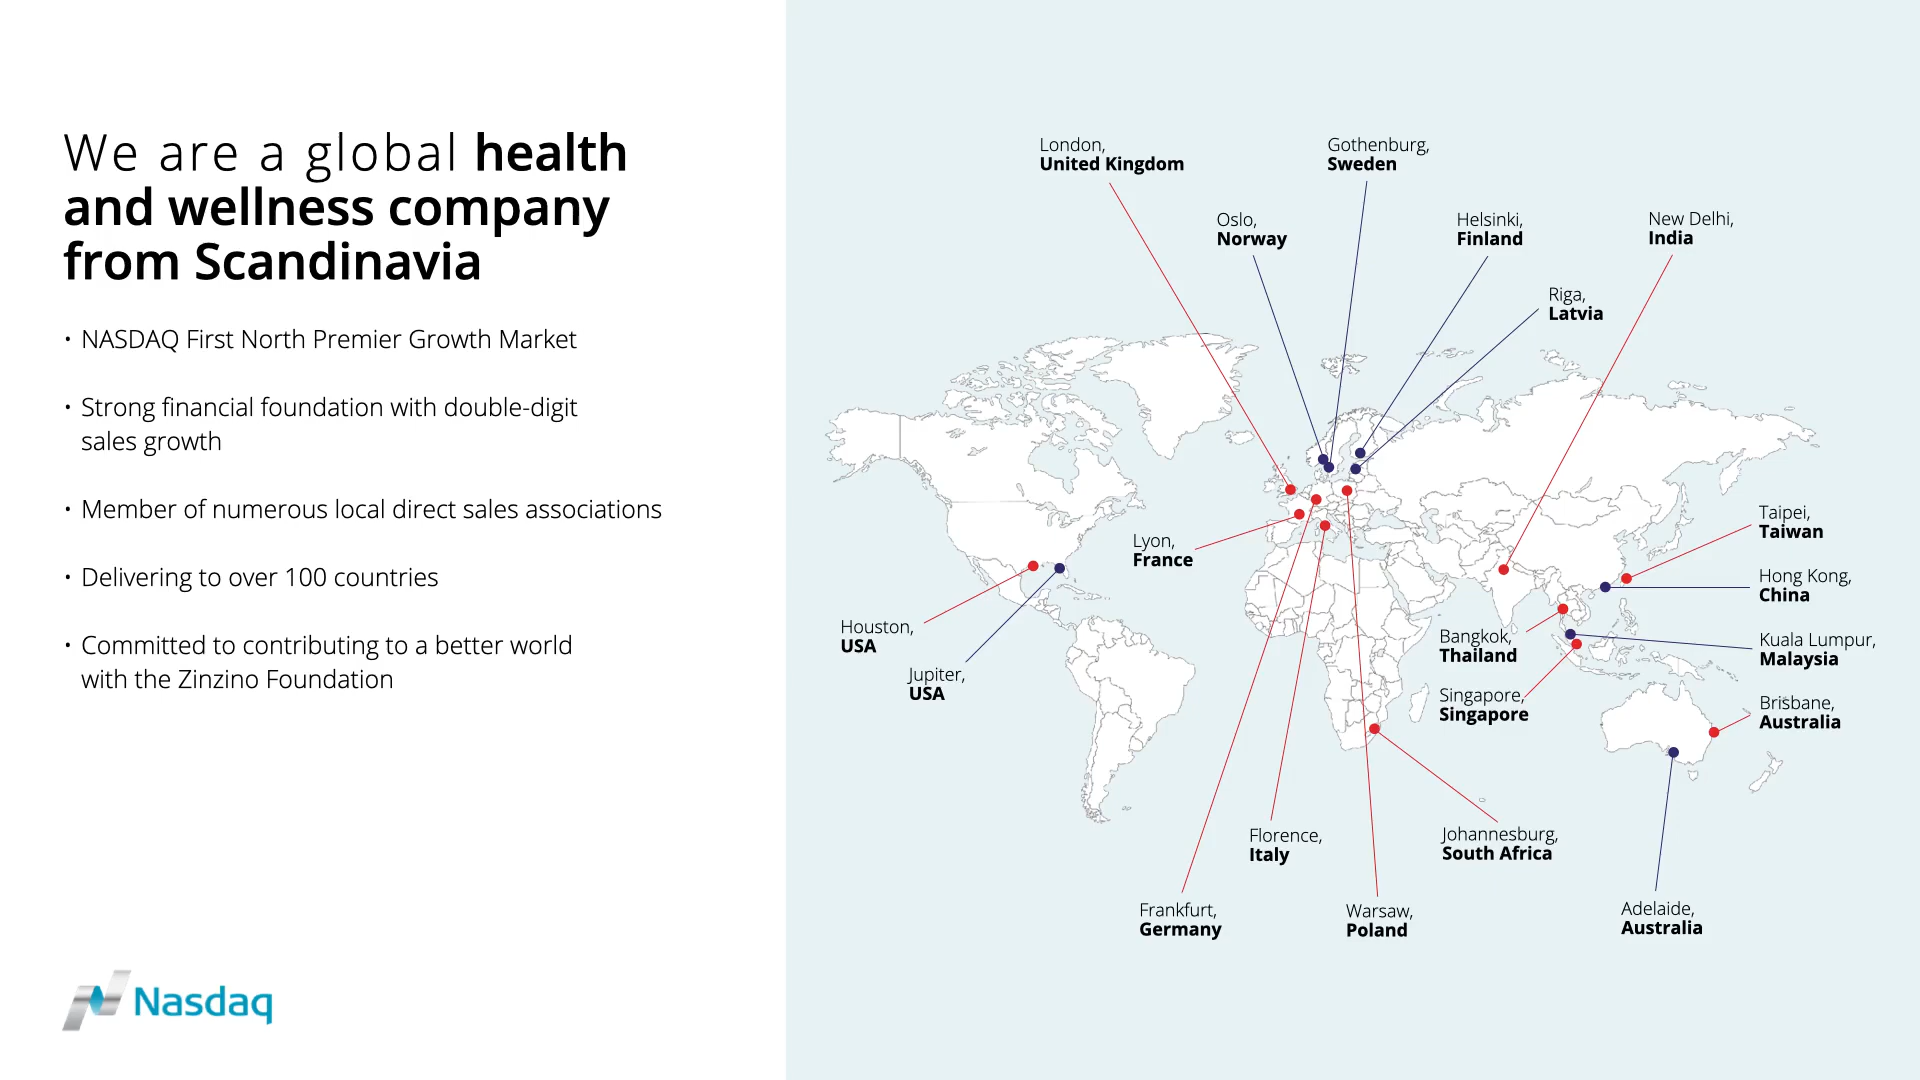 We are a global health
and wellness company
from Scandinavia
• NASDAQ First North Premier Growth Market
• Strong financial foundation with double-digit
sales growth
• Member of numerous local direct sales associations
• Delivering to over 100 countries
• Committed to contributing to a better world
with the Zinzino Foundation
Nasdaq
London,
United Kingdom
Gothenburg,
Sweden
Oslo,
Norway
Helsinki,
Finland
New Delhi,
India
Riga,
Latvia
Lyon,
France
Taipei,
Taiwan
Hong Kong,
China
Houston,
USA
Jupiter,
USA
Bangkok,
Thailand
Kuala Lumpur,
Malaysia
Singapore,
Singapore
Brisbane,
Australia
Florence,
Italy
Johannesburg,
South Africa
Frankfurt,
Germany
Warsaw,
Poland
Adelaide,
Australia